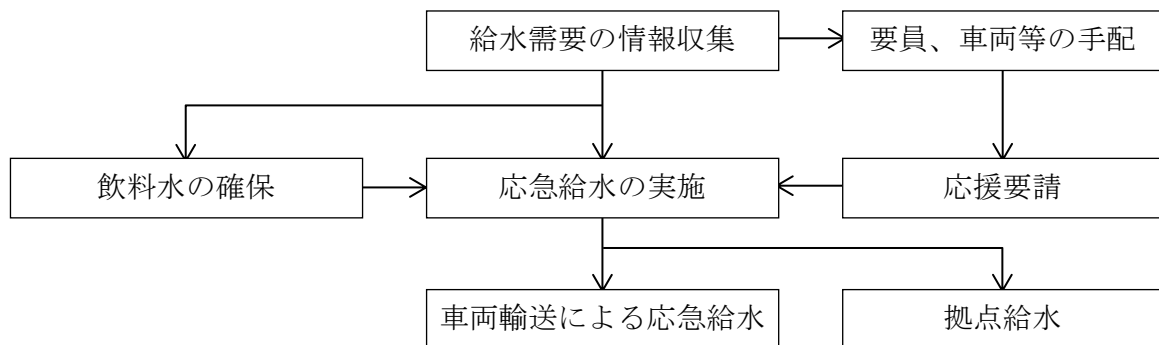 給水需要の情報収集
要員、車両等の手配
飲料水の確保
応急給水の実施
応援要請
車両輸送による応急給水
拠点給水